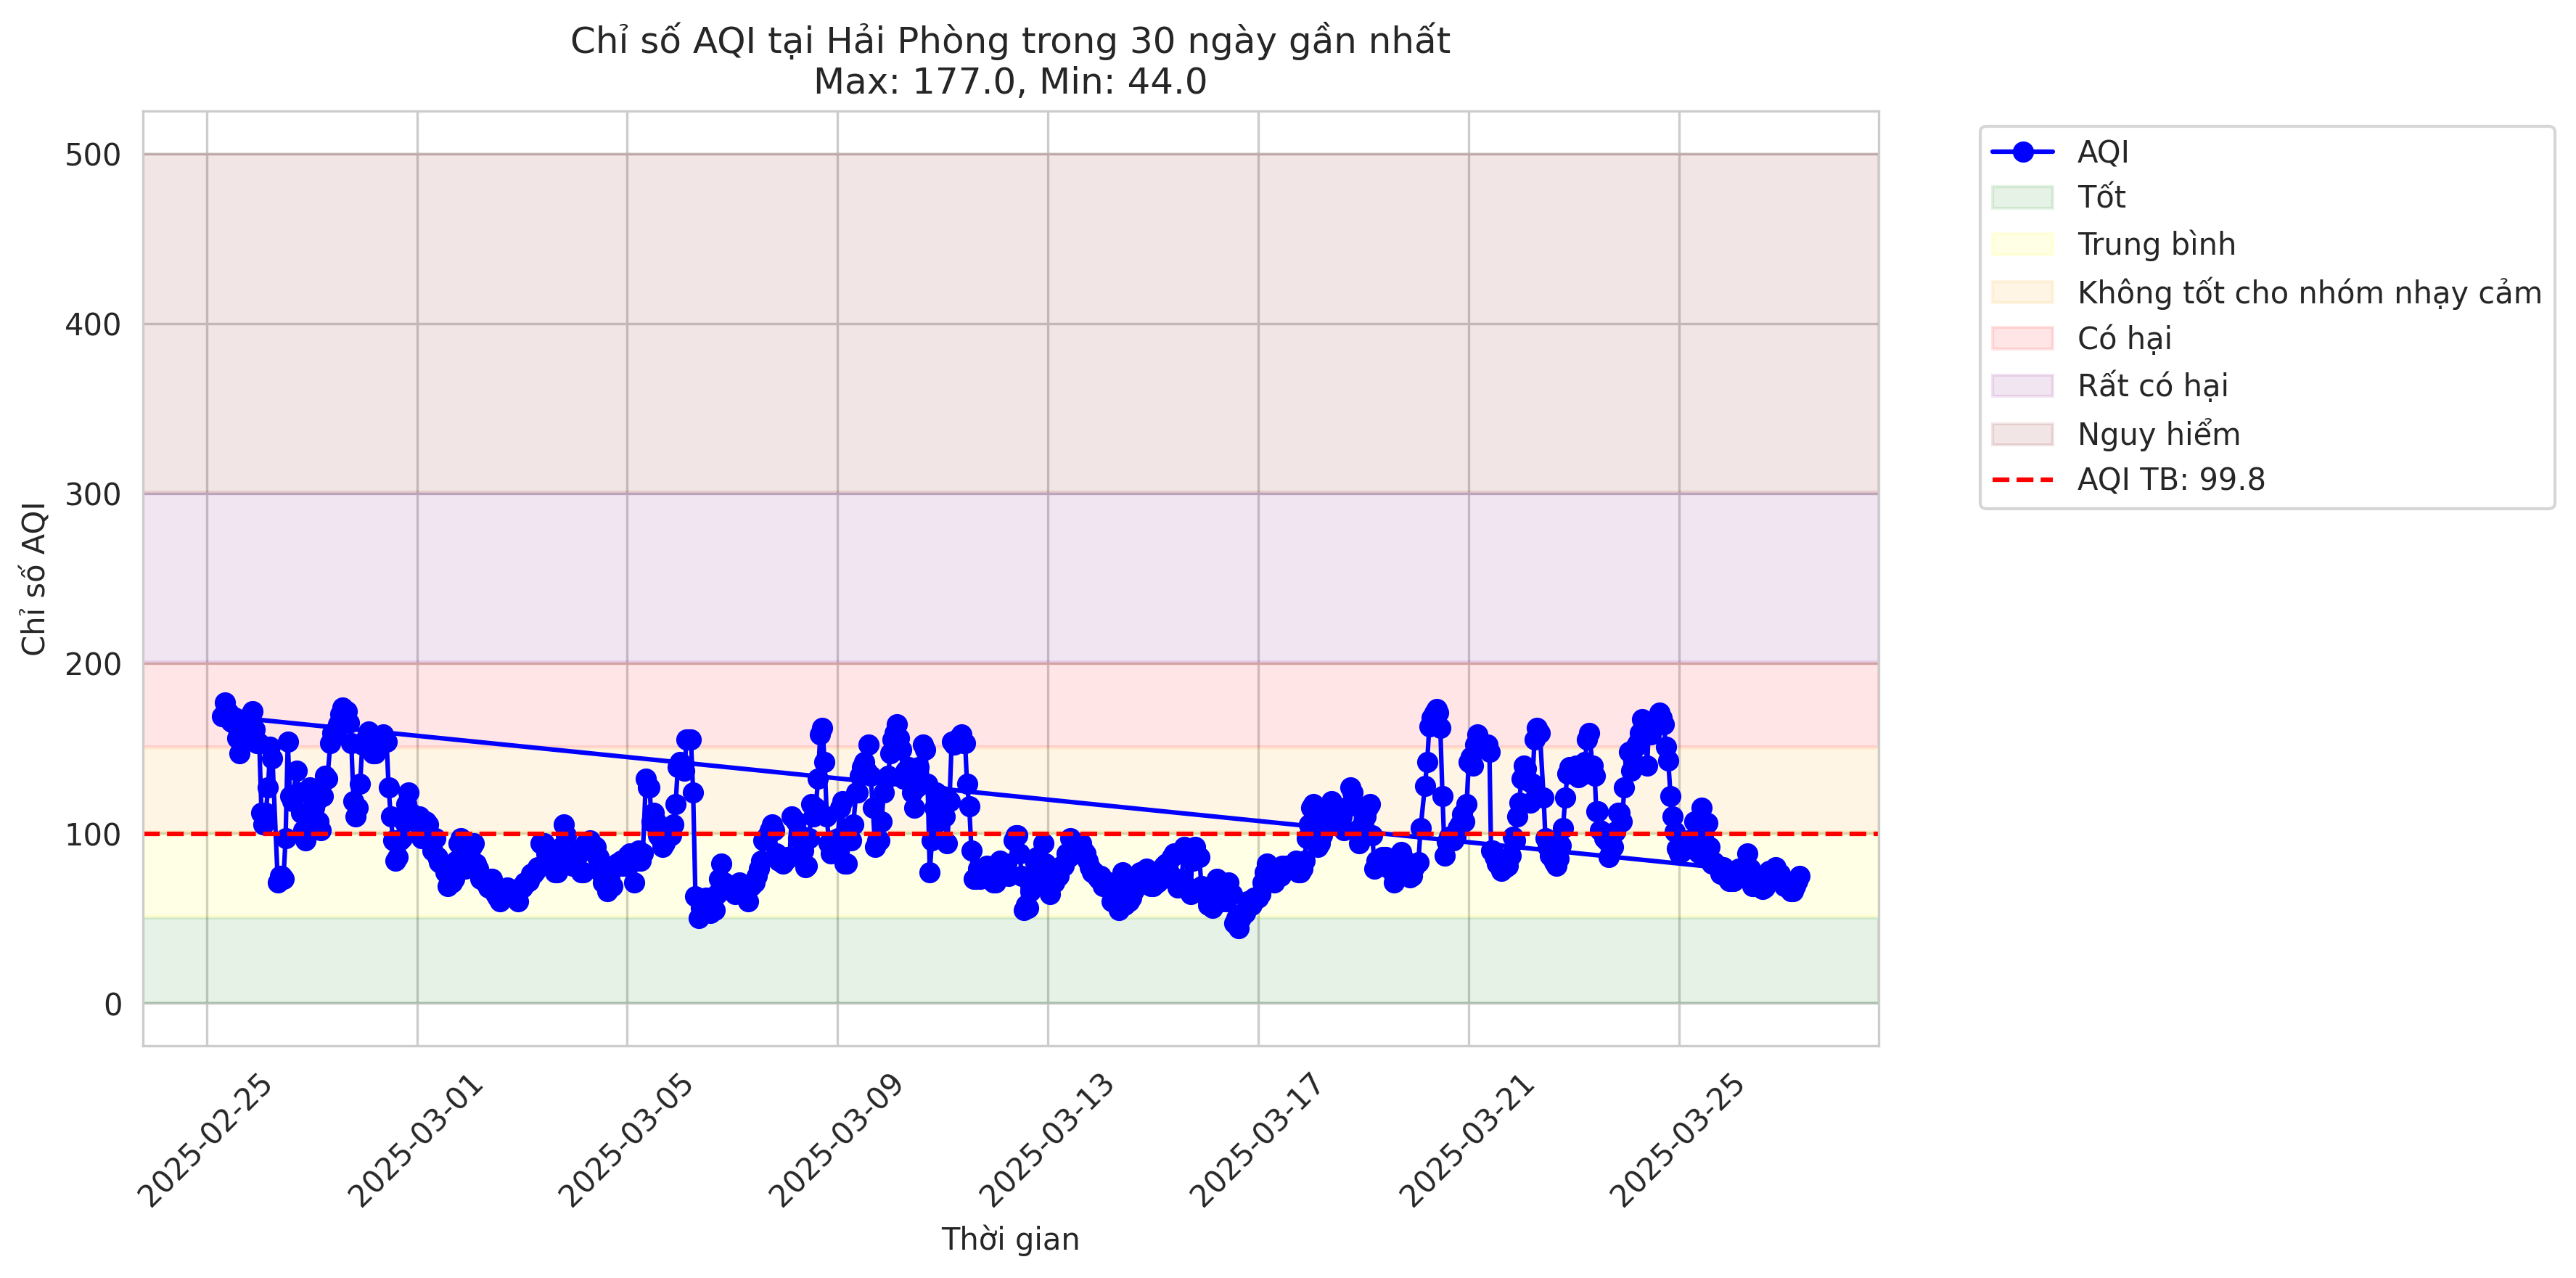 Chỉ số AQI tại Hải Phòng trong 30 ngày gần nhất
Max: 177.0, Min: 44.0
Chỉ số AQI
500
400
300
200
100
0
2025-02-25
2025-03-01
2025-03-05
2025-03-09
2025-03-13
2025-03-17
2025-03-21
2025-03-25
Thời gian
AQI
Tốt
Trung bình
Không tốt cho nhóm nhạy cảm
Có hại
Rất có hại
Nguy hiểm
AQI TB: 99.8